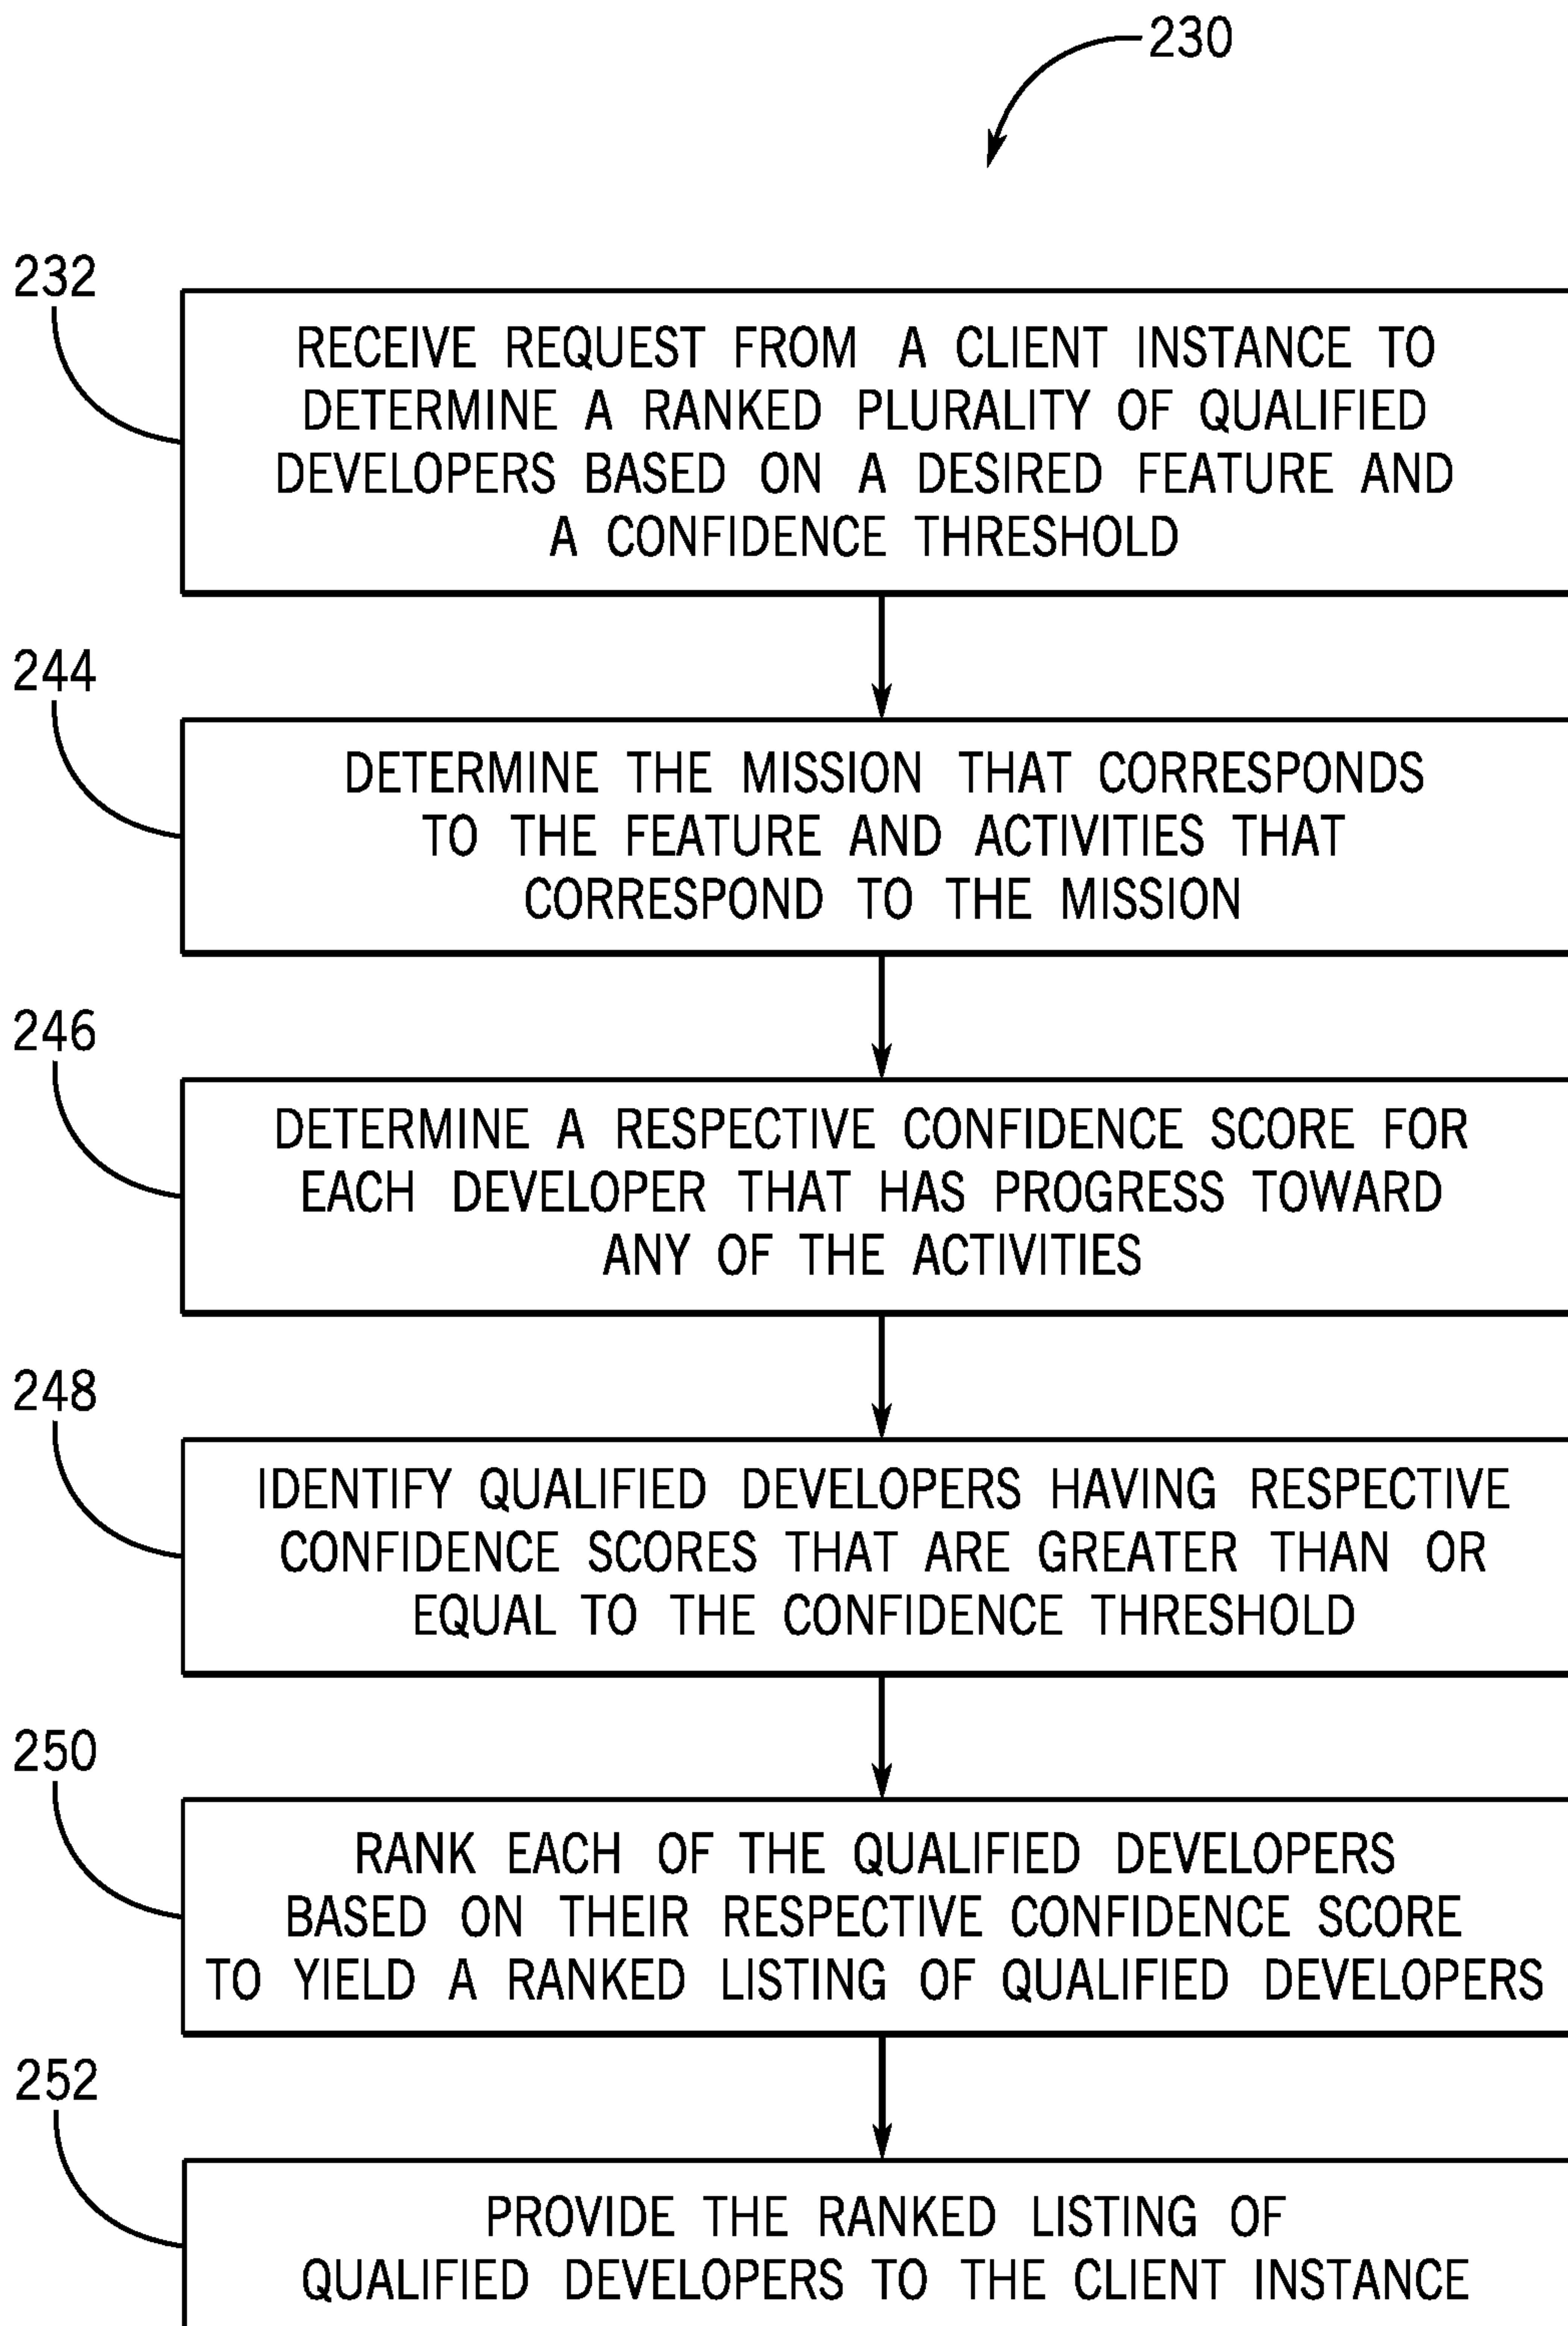 230
232
RECEIVE REQUEST FROM A CLIENT INSTANCE TO
DETERMINE A RANKED PLURALITY OF QUALIFIED
DEVELOPERS BASED ON A DESIRED FEATURE AND
A CONFIDENCE THRESHOLD
244
DETERMINE THE MISSION THAT CORRESPONDS
TO THE FEATURE AND ACTIVITIES THAT
CORRESPOND TO THE MISSION
246
DETERMINE A RESPECTIVE CONFIDENCE SCORE FOR
EACH DEVELOPER THAT HAS PROGRESS TOWARD
ANY OF THE ACTIVITIES
248
IDENTIFY QUALIFIED DEVELOPERS HAVING RESPECTIVE
CONFIDENCE SCORES THAT ARE GREATER THAN OR
EQUAL TO THE CONFIDENCE THRESHOLD
250
RANK EACH OF THE QUALIFIED DEVELOPERS
BASED ON THEIR RESPECTIVE CONFIDENCE SCORE
TO YIELD A RANKED LISTING OF QUALIFIED DEVELOPERS
252
PROVIDE THE RANKED LISTING OF
QUALIFIED DEVELOPERS TO THE CLIENT INSTANCE